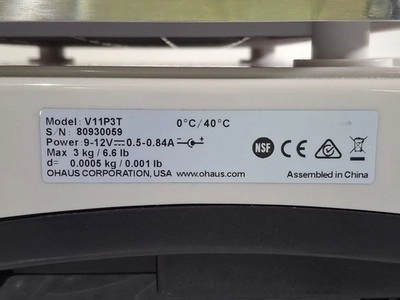 Model: V11P3T 0°C/40°C
S/N: 80930059
Power: 9-12V⎓0.5-0.84A - +
Max 3 kg / 6.6 lb
d= 0.0005 kg / 0.001 lb
OHAUS CORPORATION, USA www.ohaus.com Assembled in China
NSF CE